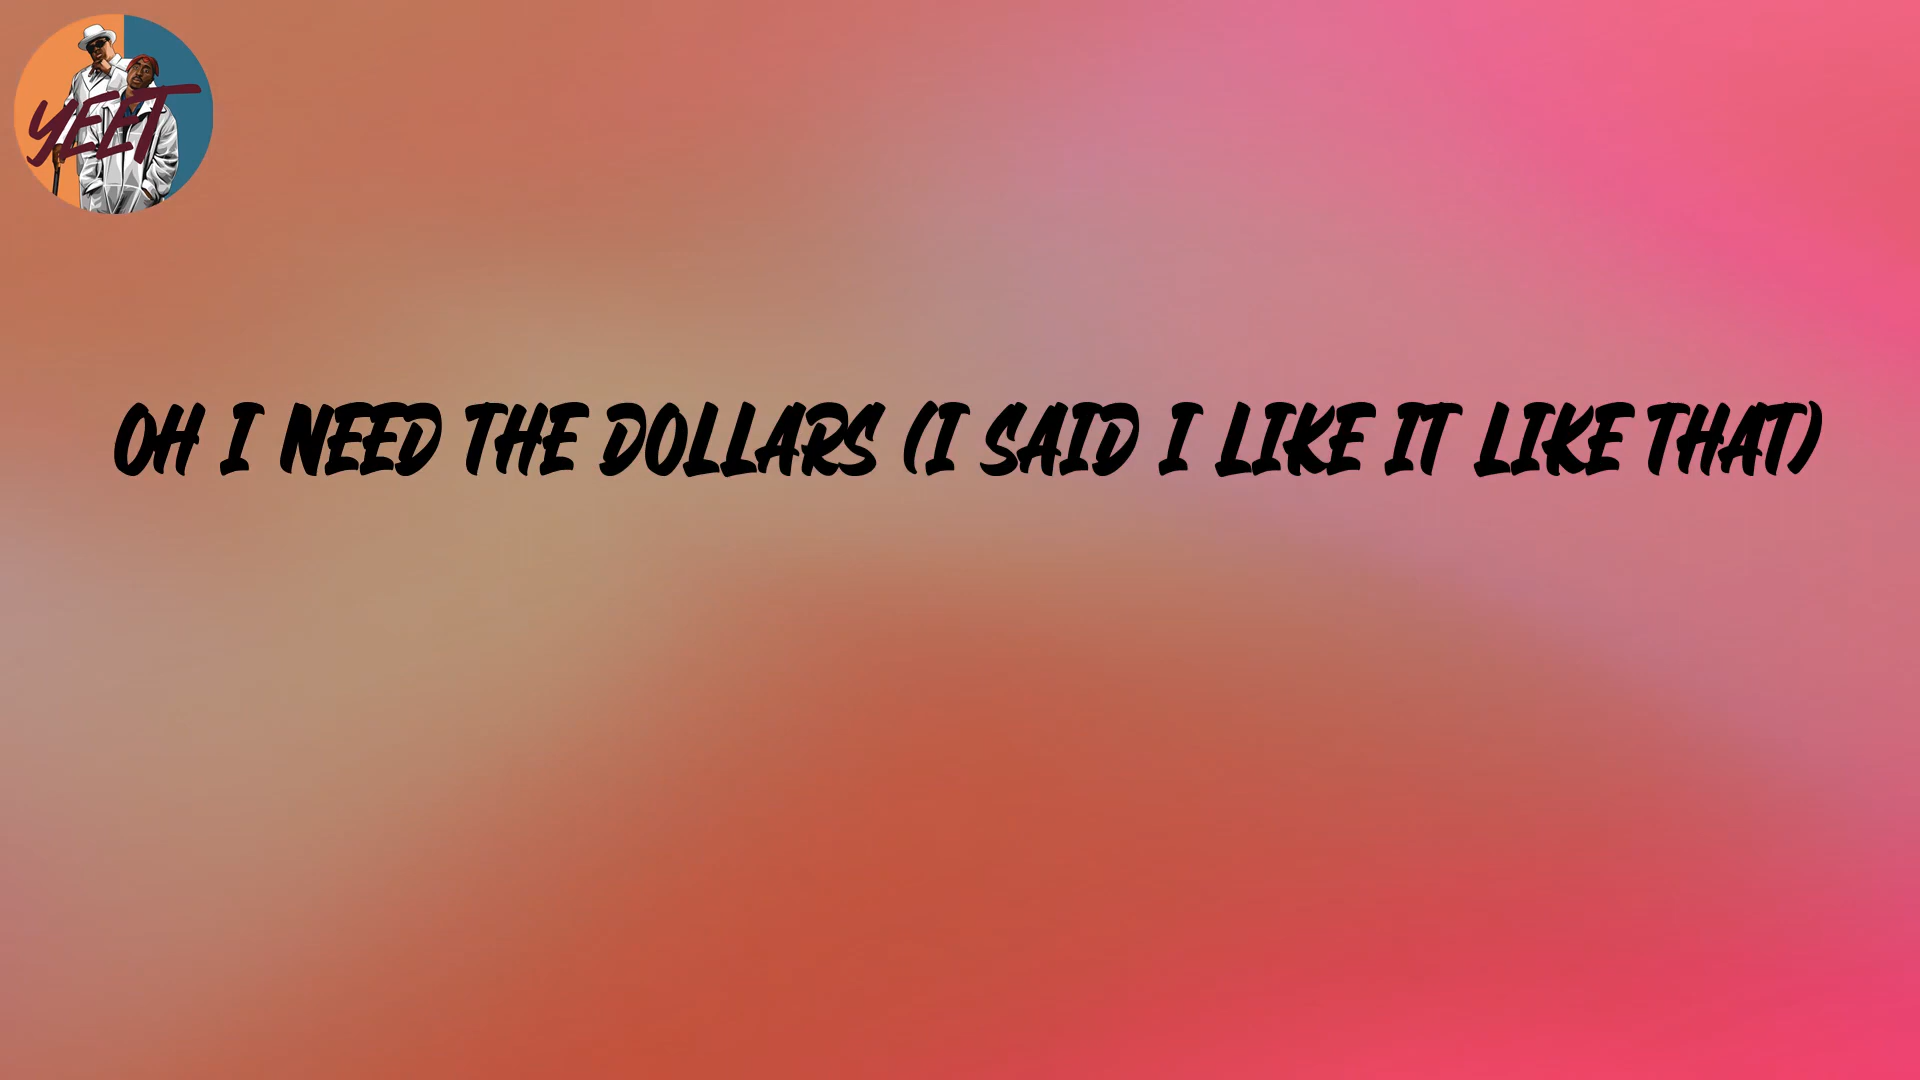 YEET
OH I NEED THE DOLLARS (I SAID I LIKE IT LIKE THAT)